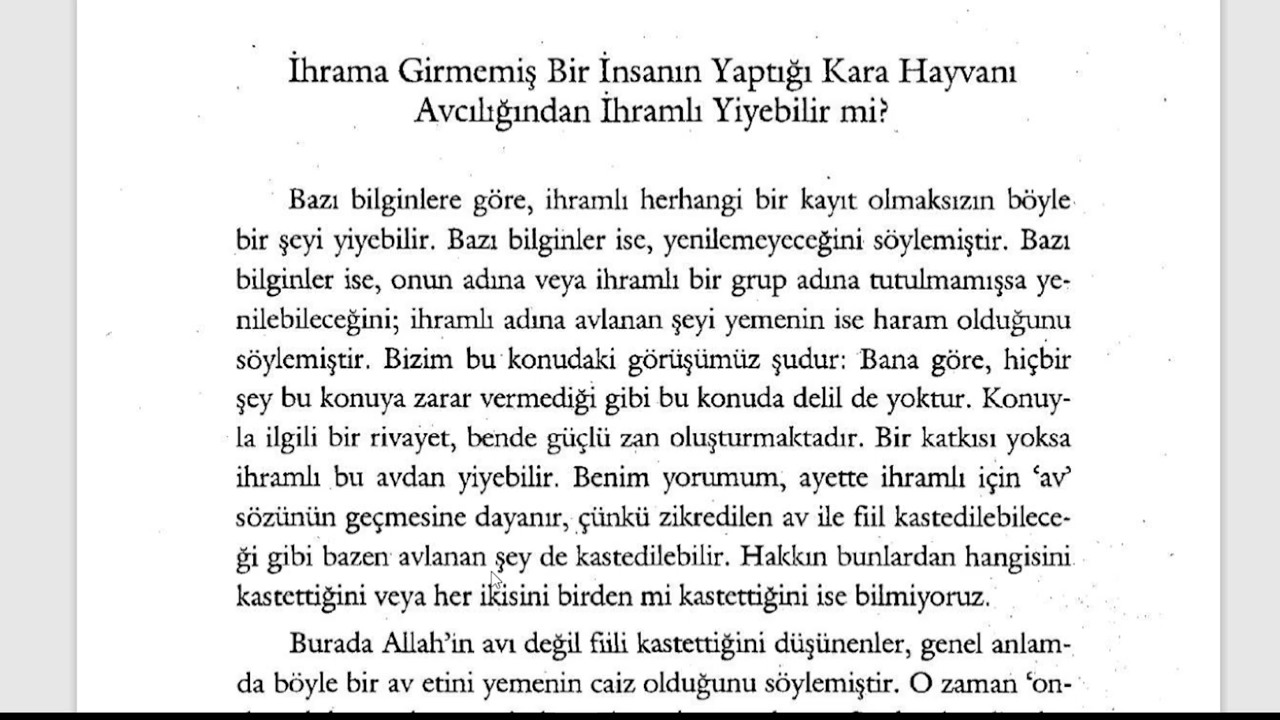 İhrama Girmemiş Bir İnsanın Yaptığı Kara Hayvanı
Avcılığından İhramlı Yiyebilir mi?
Bazı bilginlere göre, ihramlı herhangi bir kayıt olmaksızın böyle
bir şeyi yiyebilir. Bazı bilginler ise, yenilemeyeceğini söylemiştir. Bazı
bilginler ise, onun adına veya ihramlı bir grup adına tutulmamışsa ye-
nilebileceğini; ihramlı adına avlanan şeyi yemenin ise haram olduğunu
söylemiştir. Bizim bu konudaki görüşümüz şudur: Bana göre, hiçbir
şey bu konuya zarar vermediği gibi bu konuda delil de yoktur. Konuy-
la ilgili bir rivayet, bende güçlü zan oluşturmaktadır. Bir katkısı yoksa
ihramlı bu avdan yiyebilir. Benim yorumum, ayette ihramlı için ‘av’
sözünün geçmesine dayanır, çünkü zikredilen av ile fiil kastedilebilece-
ği gibi bazen avlanan şey de kastedilebilir. Hakkın bunlardan hangisini
kastettiğini veya her ikisini birden mi kastettiğini ise bilmiyoruz.
Burada Allah’in avı değil fiili kastettiğini düşünenler, genel anlam-
da böyle bir av etini yemenin caiz olduğunu söylemiştir. O zaman ‘on-